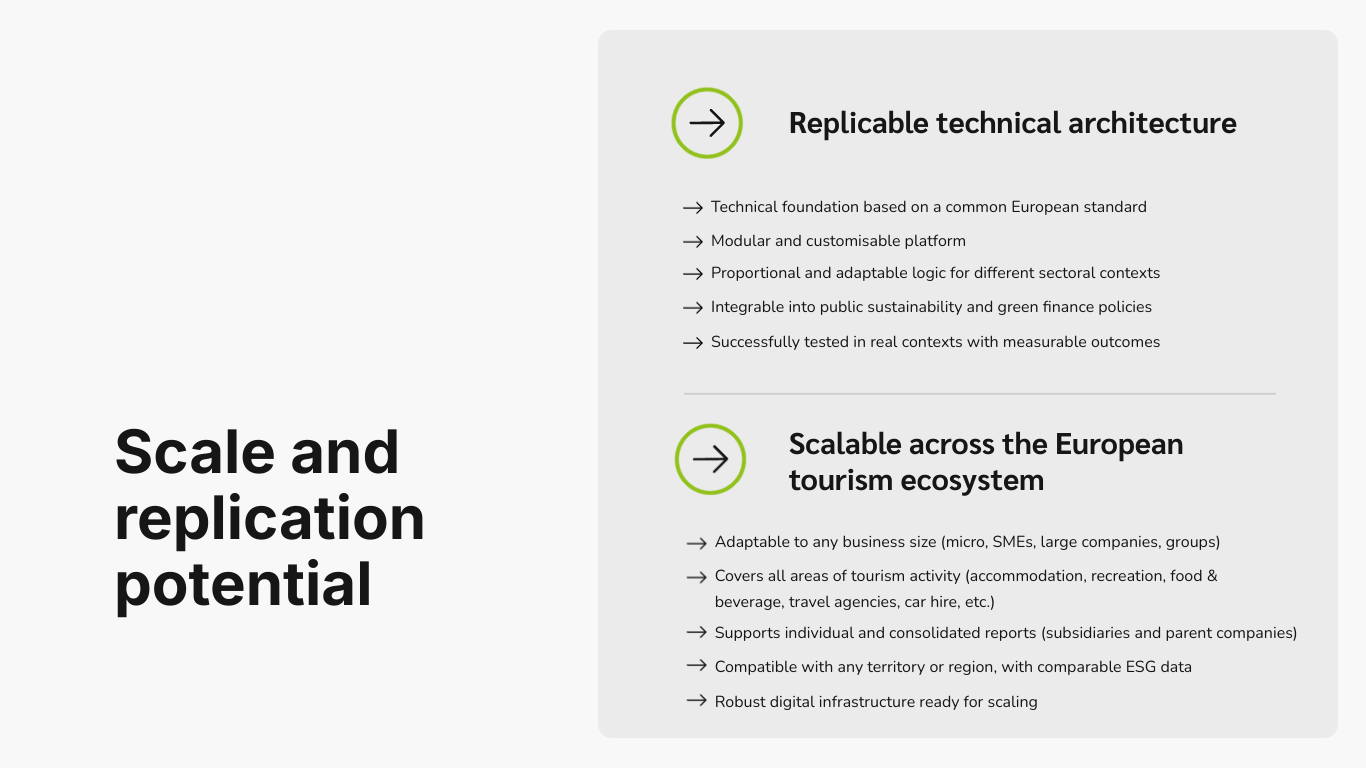 Scale and
replication
potential
Replicable technical architecture
Technical foundation based on a common European standard
Modular and customisable platform
Proportional and adaptable logic for different sectoral contexts
Integrable into public sustainability and green finance policies
Successfully tested in real contexts with measurable outcomes
Scalable across the European
tourism ecosystem
Adaptable to any business size (micro, SMEs, large companies, groups)
Covers all areas of tourism activity (accommodation, recreation, food &
beverage, travel agencies, car hire, etc.)
Supports individual and consolidated reports (subsidiaries and parent companies)
Compatible with any territory or region, with comparable ESG data
Robust digital infrastructure ready for scaling